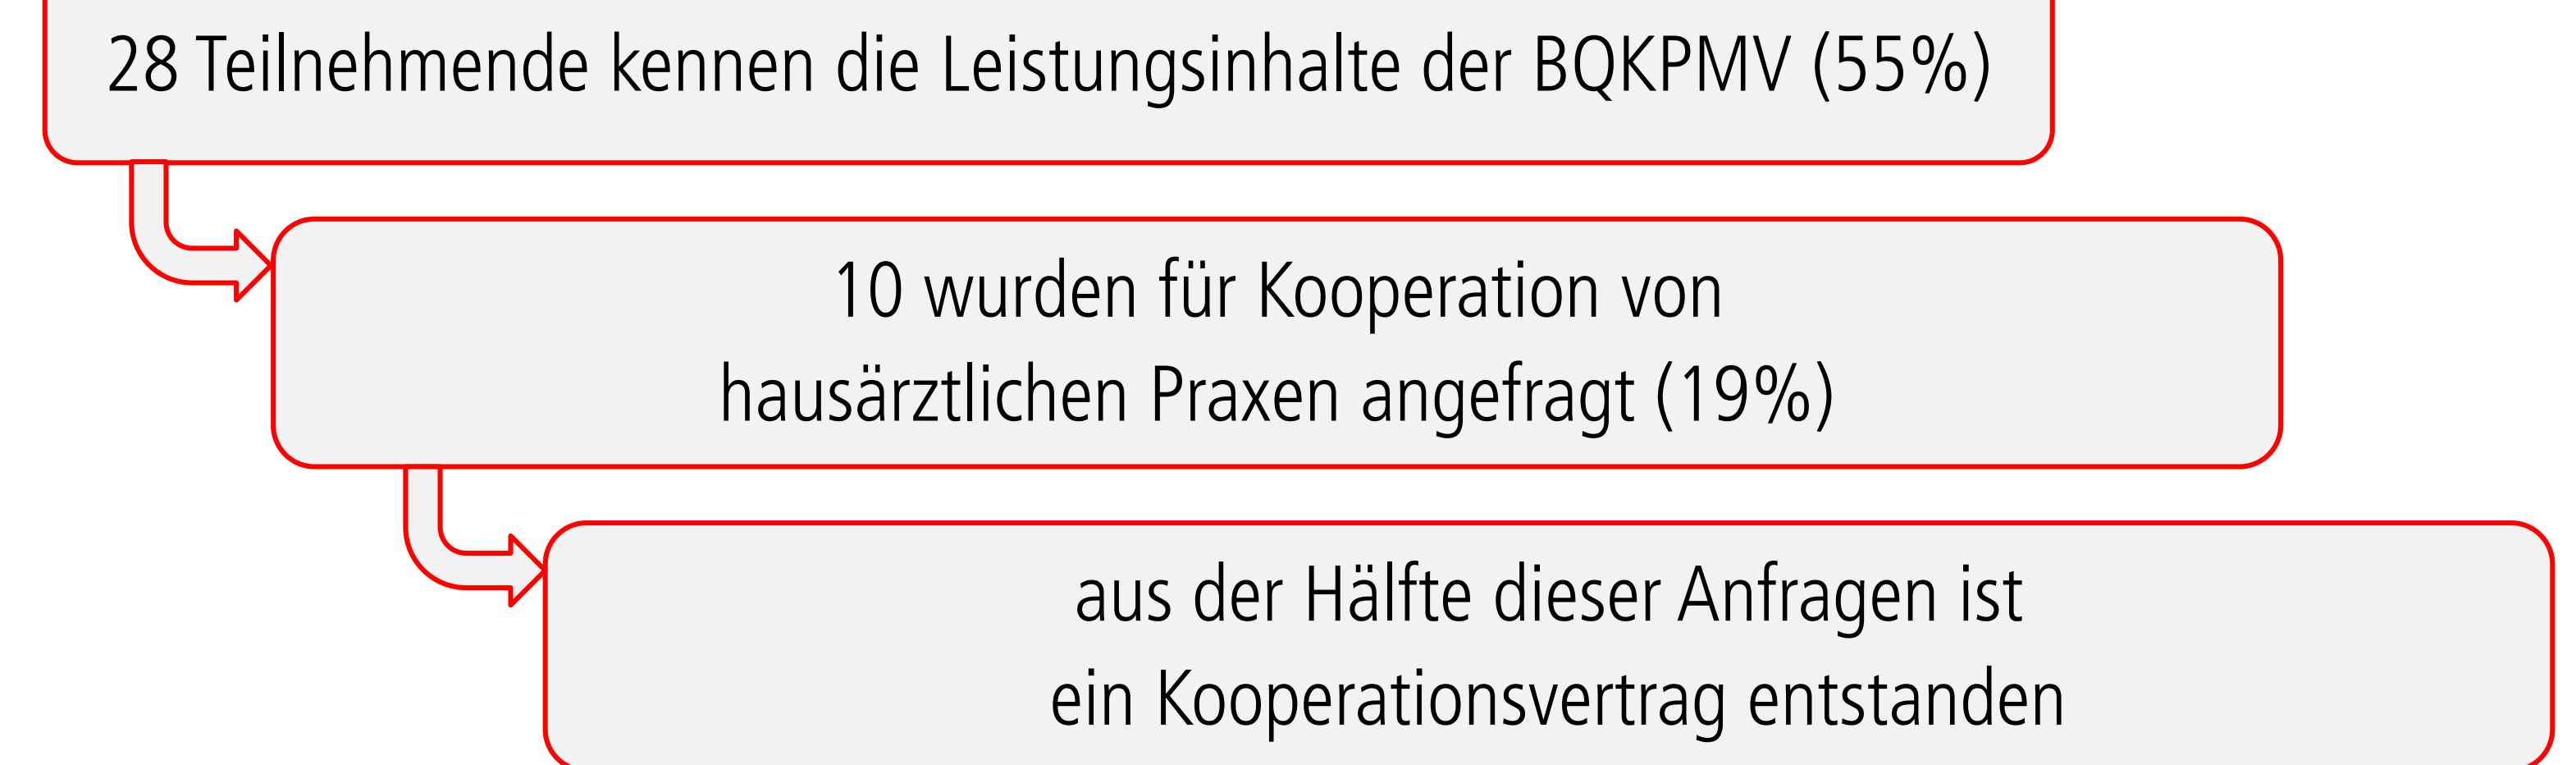 28 Teilnehmende kennen die Leistungsinhalte der BQKPMV (55%)
10 wurden für Kooperation von
hausärztlichen Praxen angefragt (19%)
aus der Hälfte dieser Anfragen ist
ein Kooperationsvertrag entstanden